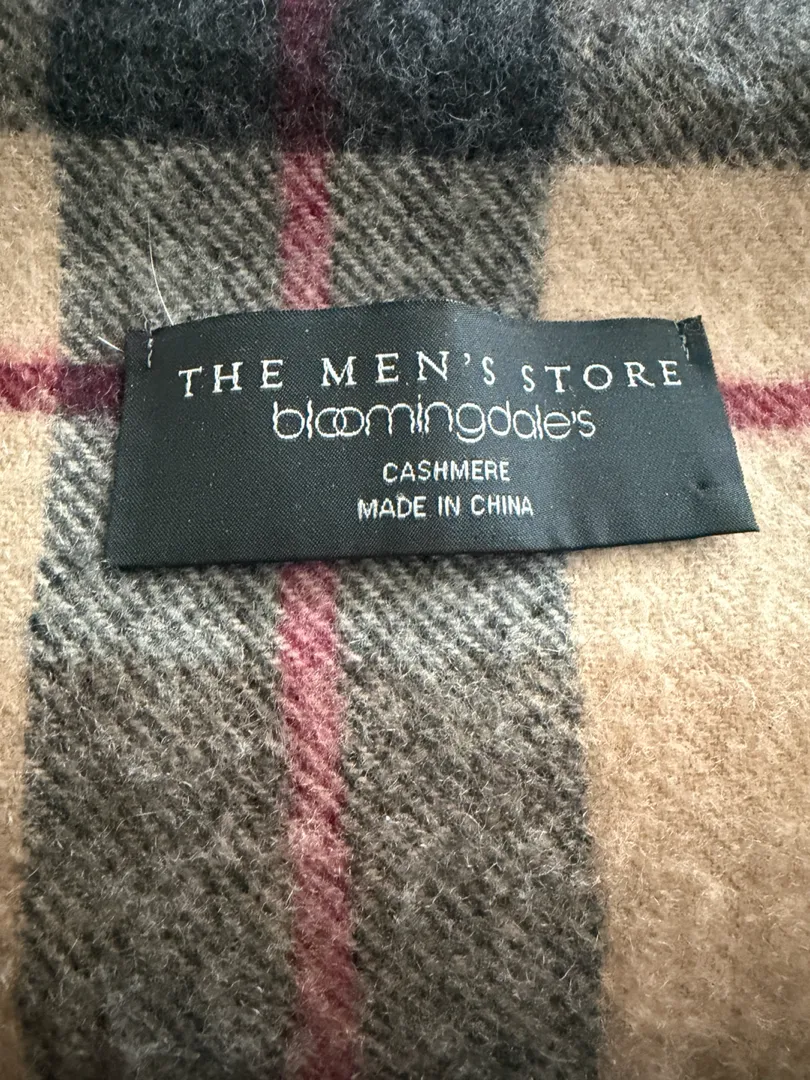 THE MEN'S STORE
bloomingdale's
CASHMERE
MADE IN CHINA